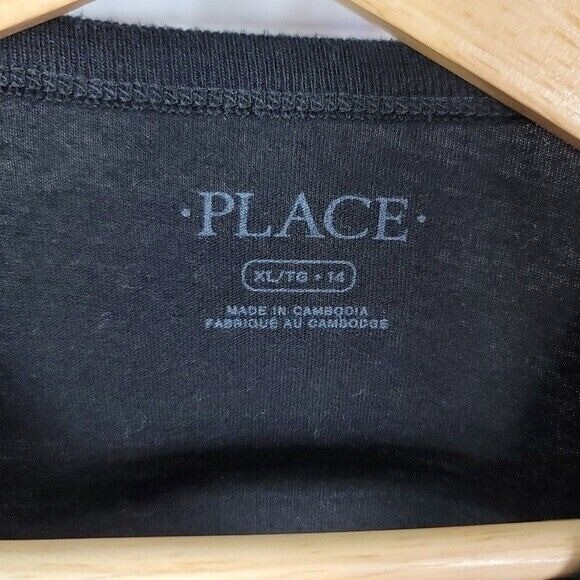 ·PLACE·
XL/TG • 14
MADE IN CAMBODIA
FABRIQUÉ AU CAMBODGE